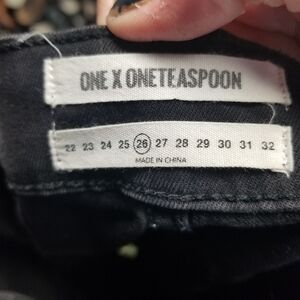 ONE X ONETEASPOON
22 23 24 25 26 27 28 29 30 31 32
MADE IN CHINA